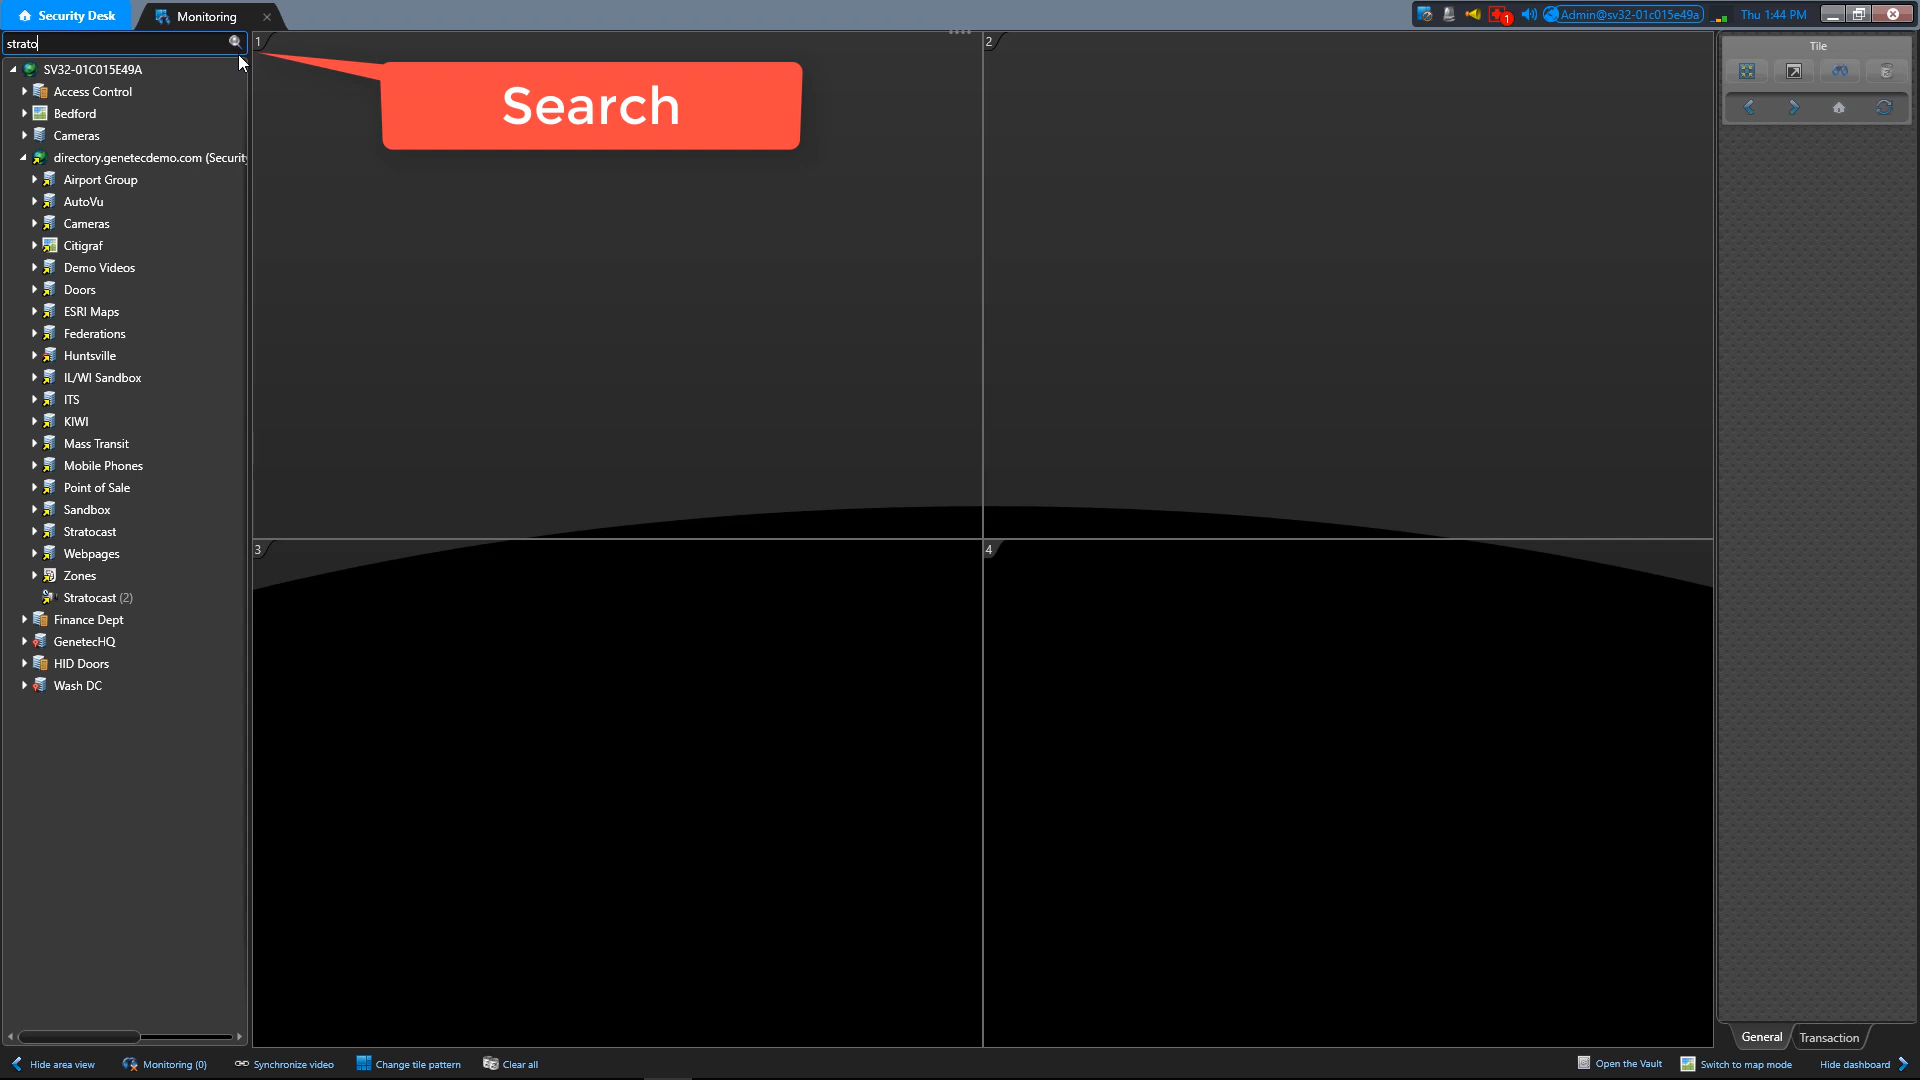 Security Desk
Monitoring
1
Admin@sv32-01c015e49a
Thu 1:44 PM
strato
1
2
Tile
Search
SV32-01C015E49A
Access Control
Bedford
Cameras
directory.genetecdemo.com (Security
Airport Group
AutoVu
Cameras
Citigraf
Demo Videos
Doors
ESRI Maps
Federations
Huntsville
IL/WI Sandbox
ITS
KIWI
Mass Transit
Mobile Phones
Point of Sale
Sandbox
Stratocast
Webpages
Zones
Stratocast (2)
Finance Dept
GenetecHQ
HID Doors
Wash DC
3
4
General
Transaction
Hide area view
Monitoring (0)
Synchronize video
Change tile pattern
Clear all
Open the Vault
Switch to map mode
Hide dashboard